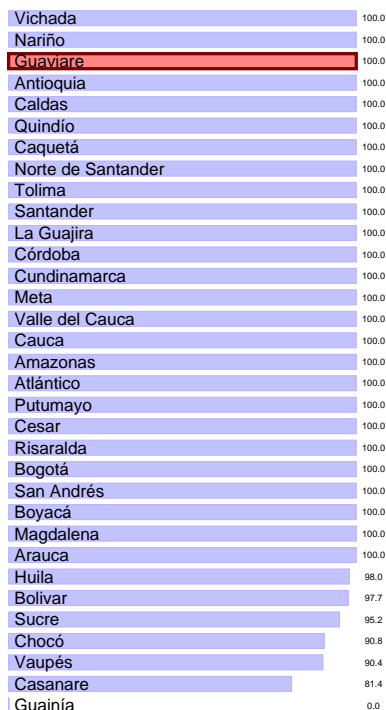 Vichada 100.0
Nariño 100.0
Guaviare 100.0
Antioquia 100.0
Caldas 100.0
Quindío 100.0
Caquetá 100.0
Norte de Santander 100.0
Tolima 100.0
Santander 100.0
La Guajira 100.0
Córdoba 100.0
Cundinamarca 100.0
Meta 100.0
Valle del Cauca 100.0
Cauca 100.0
Amazonas 100.0
Atlántico 100.0
Putumayo 100.0
Cesar 100.0
Risaralda 100.0
Bogotá 100.0
San Andrés 100.0
Boyacá 100.0
Magdalena 100.0
Arauca 100.0
Huila 98.0
Bolivar 97.7
Sucre 95.2
Chocó 90.8
Vaupés 90.4
Casanare 81.4
Guainía 0.0